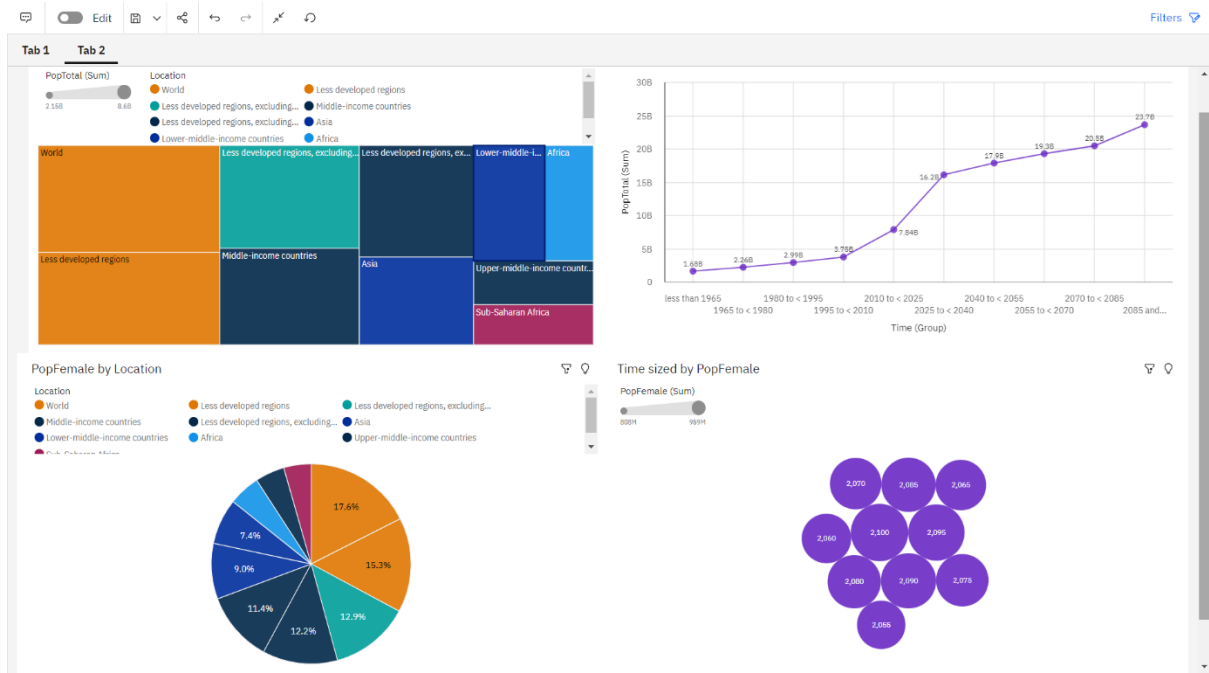 Edit
Filters
Tab 1 Tab 2
PopTotal (Sum)
2.15B 8.6B
Location
World Less developed regions
Less developed regions, excluding... Middle-income countries
Less developed regions, excluding... Asia
Lower-middle-income countries Africa
World
Less developed regions, excluding...
Less developed regions, ex...
Lower-middle-i...
Africa
Less developed regions
Middle-income countries
Asia
Upper-middle-income countr...
Sub-Saharan Africa
PopTotal (Sum)
30B
25B
20B
15B
10B
5B
0
1.68B
2.26B
2.99B
3.78B
7.84B
16.2B
17.9B
19.3B
20.5B
23.7B
less than 1965 1980 to < 1995 2010 to < 2025 2040 to < 2055 2070 to < 2085
1965 to < 1980 1995 to < 2010 2025 to < 2040 2055 to < 2070 2085 and...
Time (Group)
PopFemale by Location
Location
World Less developed regions Less developed regions, excluding...
Middle-income countries Less developed regions, excluding... Asia
Lower-middle-income countries Africa Upper-middle-income countries
Sub-Saharan Africa
17.6%
15.3%
12.9%
12.2%
11.4%
9.0%
7.4%
Time sized by PopFemale
PopFemale (Sum)
808M 989M
2,070 2,085 2,065
2,060 2,100 2,095
2,080 2,090 2,075
2,055